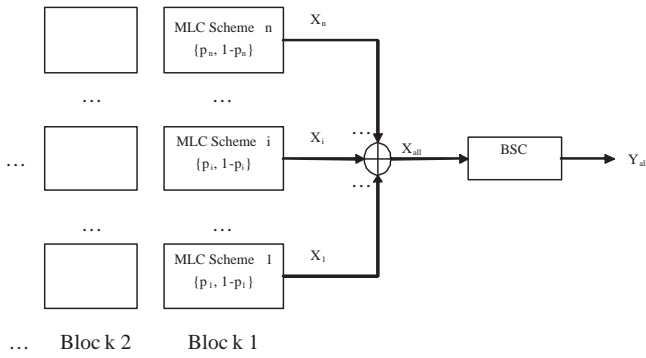 MLC Scheme n
{pn, 1-pn}
Xn
…
…
…
MLC Scheme i
{pi, 1-pi}
Xi
…
Xall
BSC
Yal
…
…
…
…
MLC Scheme 1
{p1, 1-p1}
X1
…
Bloc k 2
Bloc k 1